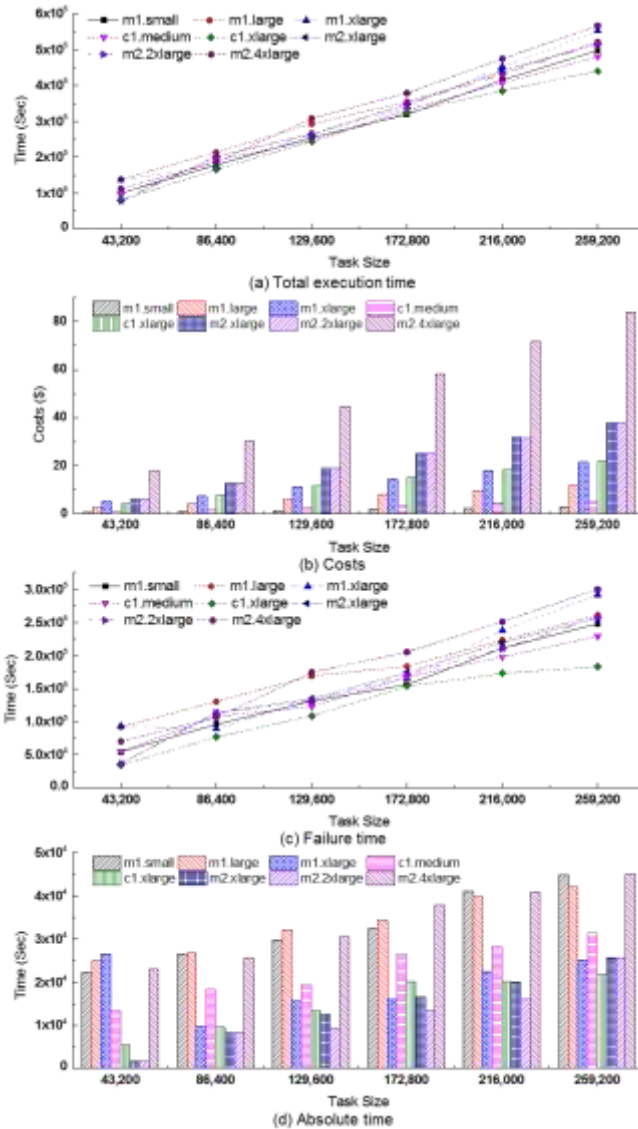 6x10⁵
5x10⁵
4x10⁵
3x10⁵
2x10⁵
1x10⁵
0
Time (Sec)
m1.small m1.large m1.xlarge
c1.medium c1.xlarge m2.xlarge
m2.2xlarge m2.4xlarge
43,200 86,400 129,600 172,800 216,000 259,200
Task Size
(a) Total execution time
80
60
40
20
0
Costs ($)
m1.small m1.large m1.xlarge c1.medium
c1.xlarge m2.xlarge m2.2xlarge m2.4xlarge
43,200 86,400 129,600 172,800 216,000 259,200
Task Size
(b) Costs
3.0x10⁵
2.5x10⁵
2.0x10⁵
1.5x10⁵
1.0x10⁵
5.0x10⁴
0.0
Time (Sec)
m1.small m1.large m1.xlarge
c1.medium c1.xlarge m2.xlarge
m2.2xlarge m2.4xlarge
43,200 86,400 129,600 172,800 216,000 259,200
Task Size
(c) Failure time
5x10⁴
4x10⁴
3x10⁴
2x10⁴
1x10⁴
0
Time (Sec)
m1.small m1.large m1.xlarge c1.medium
c1.xlarge m2.xlarge m2.2xlarge m2.4xlarge
43,200 86,400 129,600 172,800 216,000 259,200
Task Size
(d) Absolute time